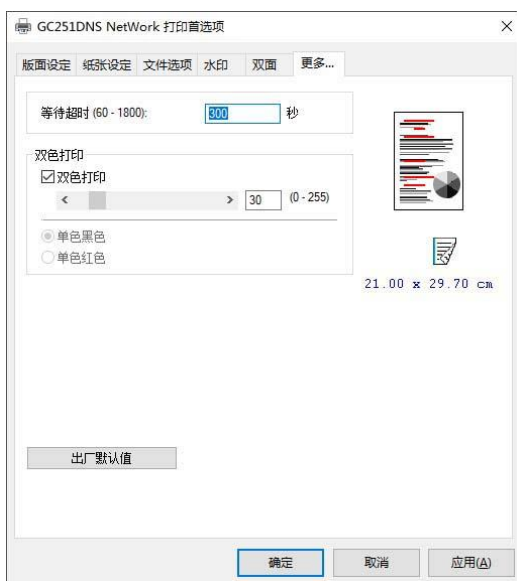 GC251DNS NetWork 打印首选项
版面设定 纸张设定 文件选项 水印 双面 更多...
等待超时 (60 - 1800): 300 秒
双色打印
双色打印
30 (0 - 255)
单色黑色
单色红色
21.00 x 29.70 cm
出厂默认值
确定 取消 应用(A)